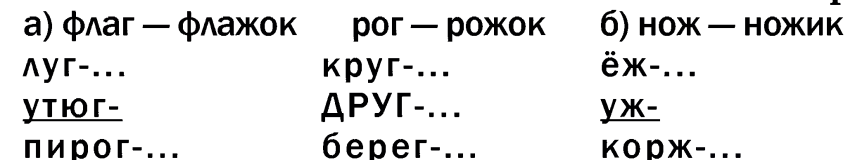 а) флаг — флажок рог — рожок б) нож — ножик
луг-... круг-... ёж-...
утюг- ДРУГ-... уж-
пирог-... берег-... корж-...